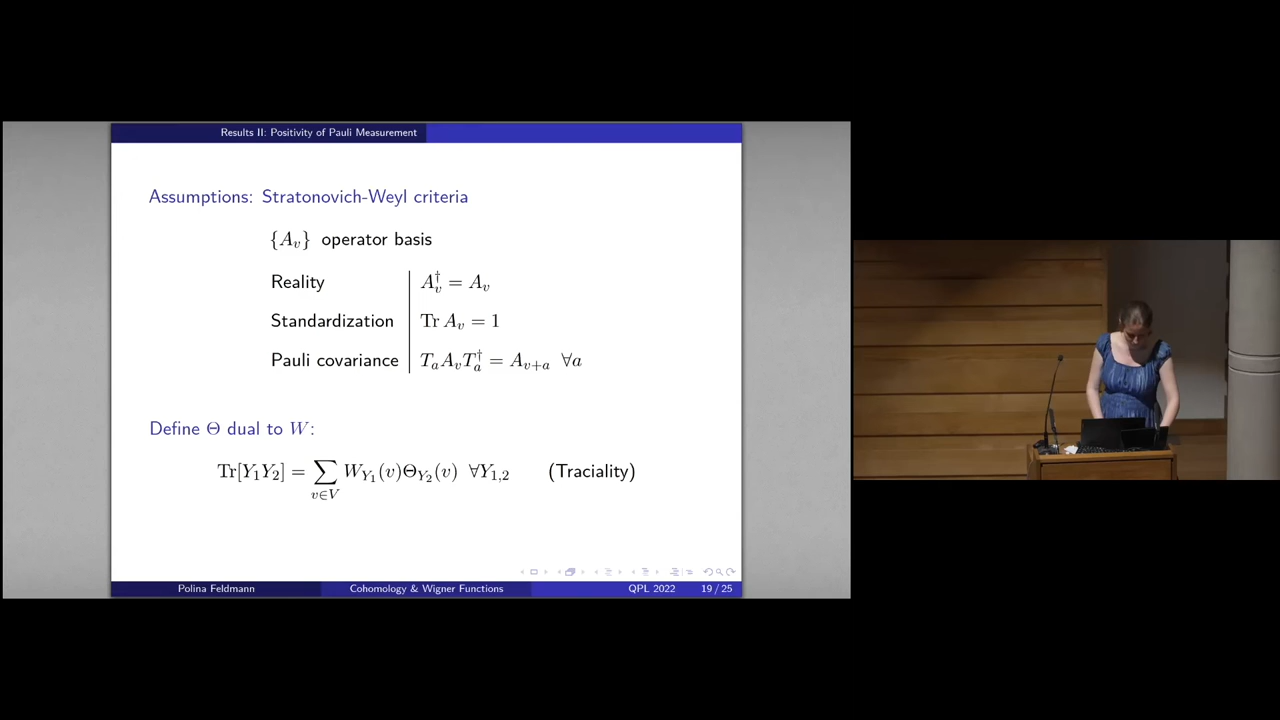 Results II: Positivity of Pauli Measurement
Assumptions: Stratonovich-Weyl criteria
{A_v} operator basis
Reality A_v^† = A_v
Standardization Tr A_v = 1
Pauli covariance T_a A_v T_a^† = A_{v+a} ∀a
Define Θ dual to W:
Tr[Y_1Y_2] = ∑_{v∈V} W_{Y_1}(v)Θ_{Y_2}(v) ∀Y_{1,2} (Traciality)
Polina Feldmann Cohomology & Wigner Functions QPL 2022 19 / 25